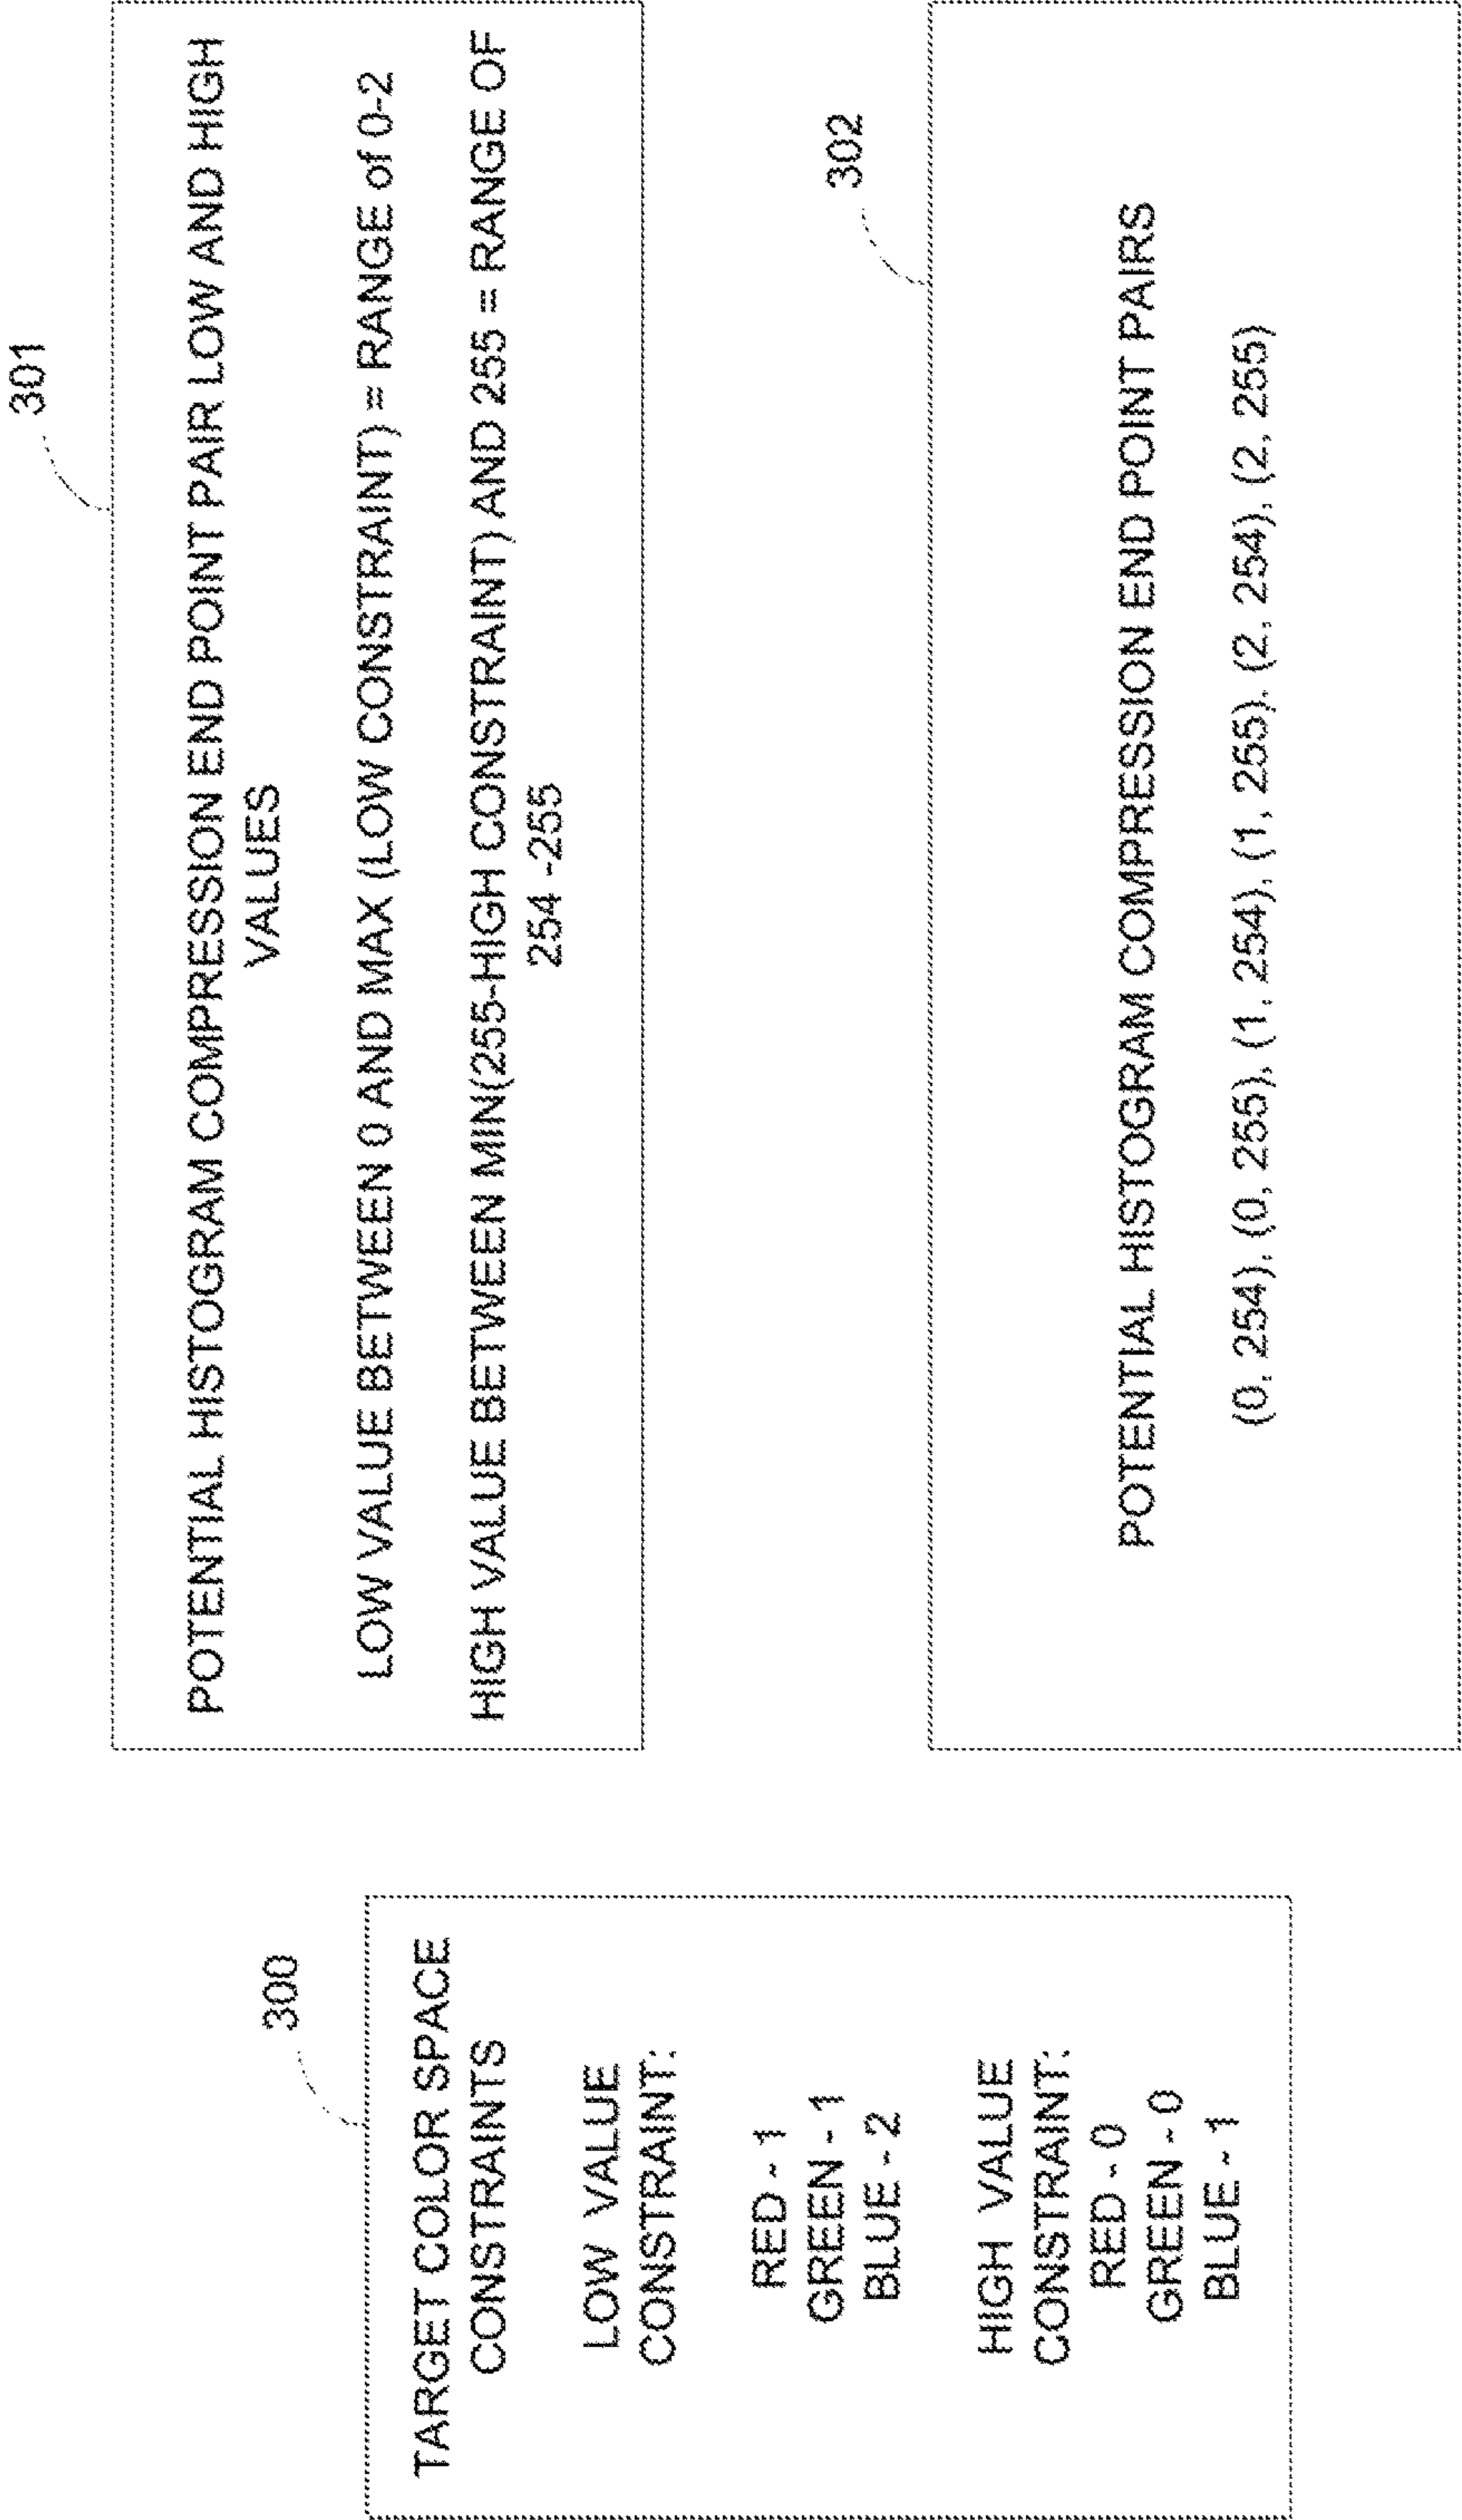 300
TARGET COLOR SPACE
CONSTRAINTS
LOW VALUE
CONSTRAINT:
RED - 1
GREEN - 1
BLUE - 2
HIGH VALUE
CONSTRAINT:
RED - 0
GREEN - 0
BLUE - 1
301
POTENTIAL HISTOGRAM COMPRESSION END POINT PAIR LOW AND HIGH
VALUES
LOW VALUE BETWEEN 0 AND MAX (LOW CONSTRAINT) = RANGE of 0-2
HIGH VALUE BETWEEN MIN(255-HIGH CONSTRAINT) AND 255 = RANGE OF
254 -255
302
POTENTIAL HISTOGRAM COMPRESSION END POINT PAIRS
(0, 254), (0, 255), (1, 254), (1, 255), (2, 254), (2, 255)